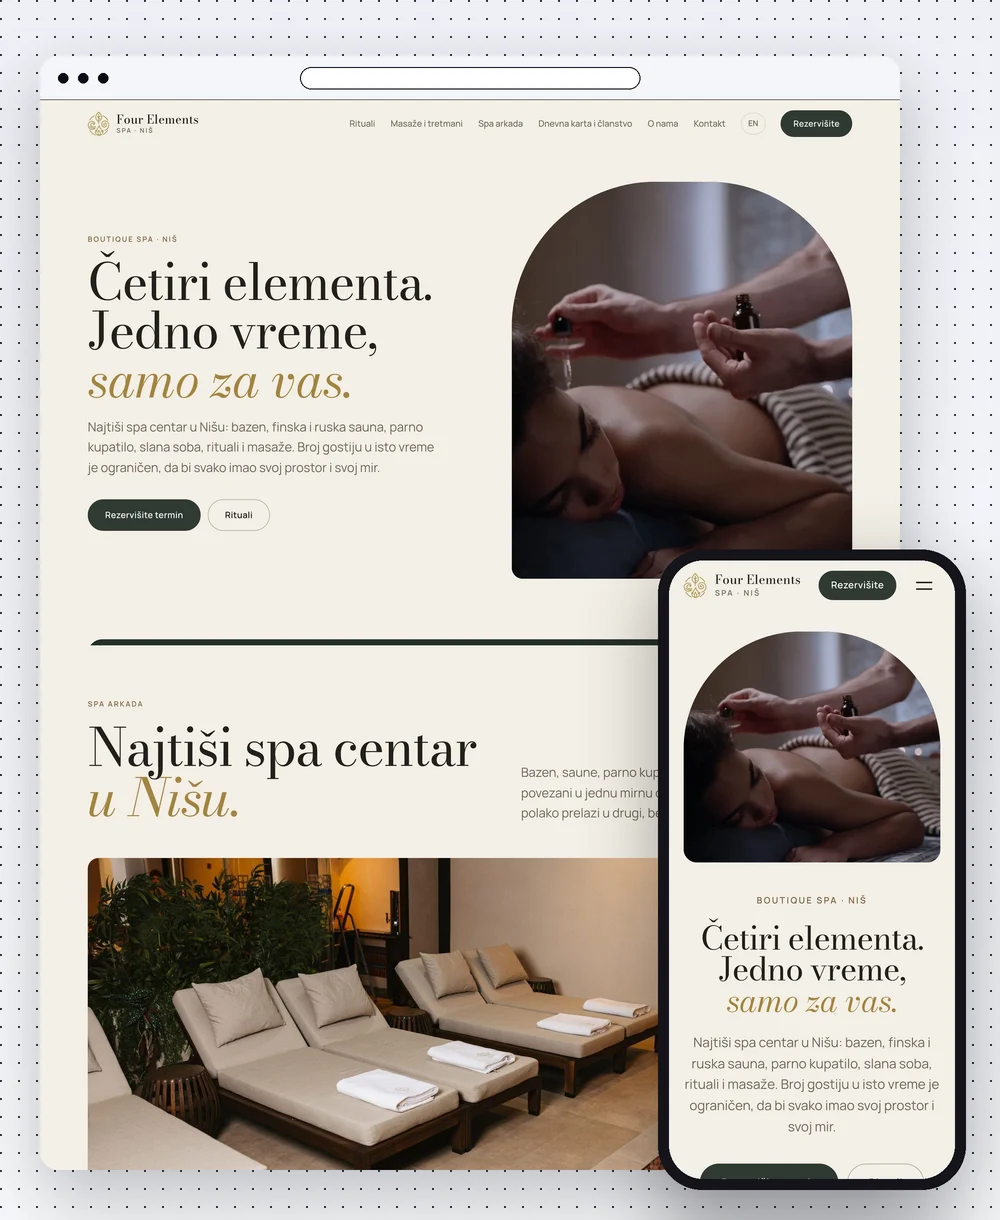 Four Elements
SPA · NIŠ
Rituali
Masaže i tretmani
Spa arkada
Dnevna karta i članstvo
O nama
Kontakt
EN
Rezervišite
BOUTIQUE SPA · NIŠ
Četiri elementa.
Jedno vreme,
samo za vas.
Najtiši spa centar u Nišu: bazen, finska i ruska sauna, parno
kupatilo, slana soba, rituali i masaže. Broj gostiju u isto vreme
je ograničen, da bi svako imao svoj prostor i svoj mir.
Rezervišite termin
Rituali
SPA ARKADA
Najtiši spa centar
u Nišu.
Bazen, saune, parno
povezani u jednu mirnu
polako prelazi u drugi,
Four Elements
SPA · NIŠ
Rezervišite
BOUTIQUE SPA · NIŠ
Četiri elementa.
Jedno vreme,
samo za vas.
Najtiši spa centar u Nišu: bazen, finska i
ruska sauna, parno kupatilo, slana soba,
rituali i masaže. Broj gostiju u isto vreme je
ograničen, da bi svako imao svoj prostor i
svoj mir.